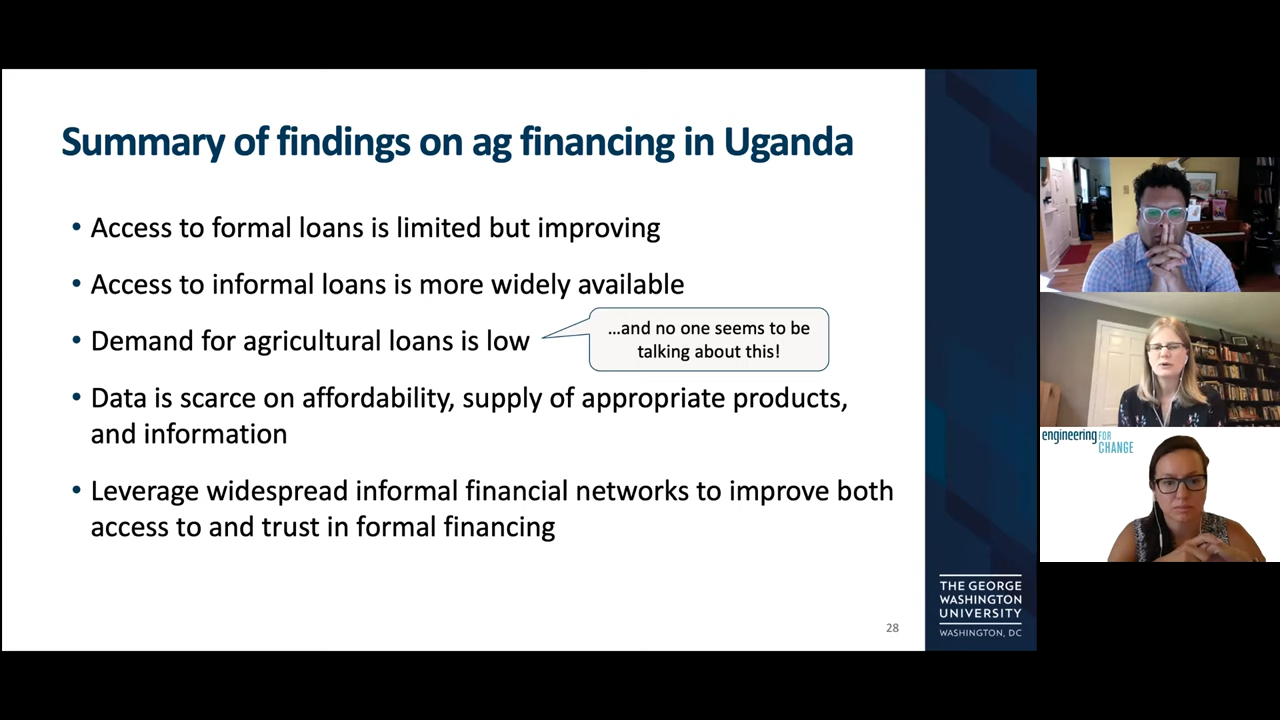 Summary of findings on ag financing in Uganda
• Access to formal loans is limited but improving
• Access to informal loans is more widely available
• Demand for agricultural loans is low
...and no one seems to be
talking about this!
• Data is scarce on affordability, supply of appropriate products,
and information
• Leverage widespread informal financial networks to improve both
access to and trust in formal financing
28
THE GEORGE
WASHINGTON
UNIVERSITY
WASHINGTON, DC
engineering FOR
CHANGE